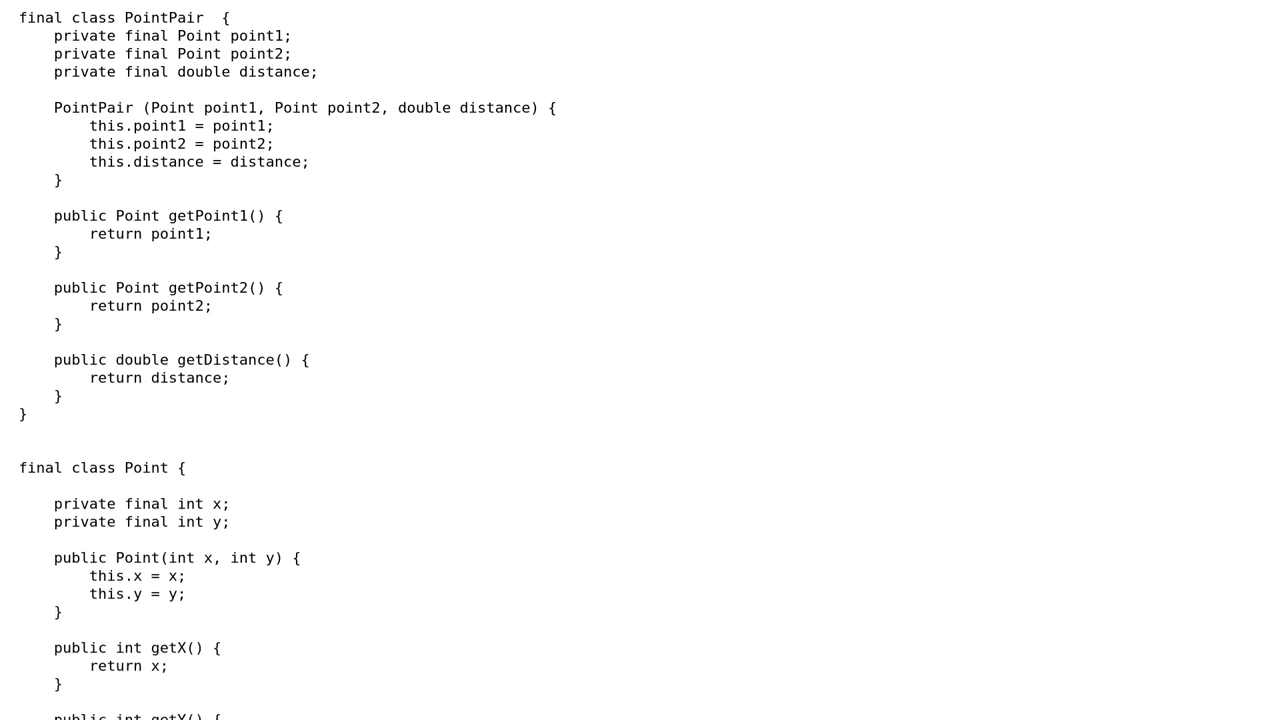 final class PointPair  {
    private final Point point1;
    private final Point point2;
    private final double distance;

    PointPair (Point point1, Point point2, double distance) {
        this.point1 = point1;
        this.point2 = point2;
        this.distance = distance;
    }

    public Point getPoint1() {
        return point1;
    }

    public Point getPoint2() {
        return point2;
    }

    public double getDistance() {
        return distance;
    }
}


final class Point {

    private final int x;
    private final int y;

    public Point(int x, int y) {
        this.x = x;
        this.y = y;
    }

    public int getX() {
        return x;
    }

    public int getY() {